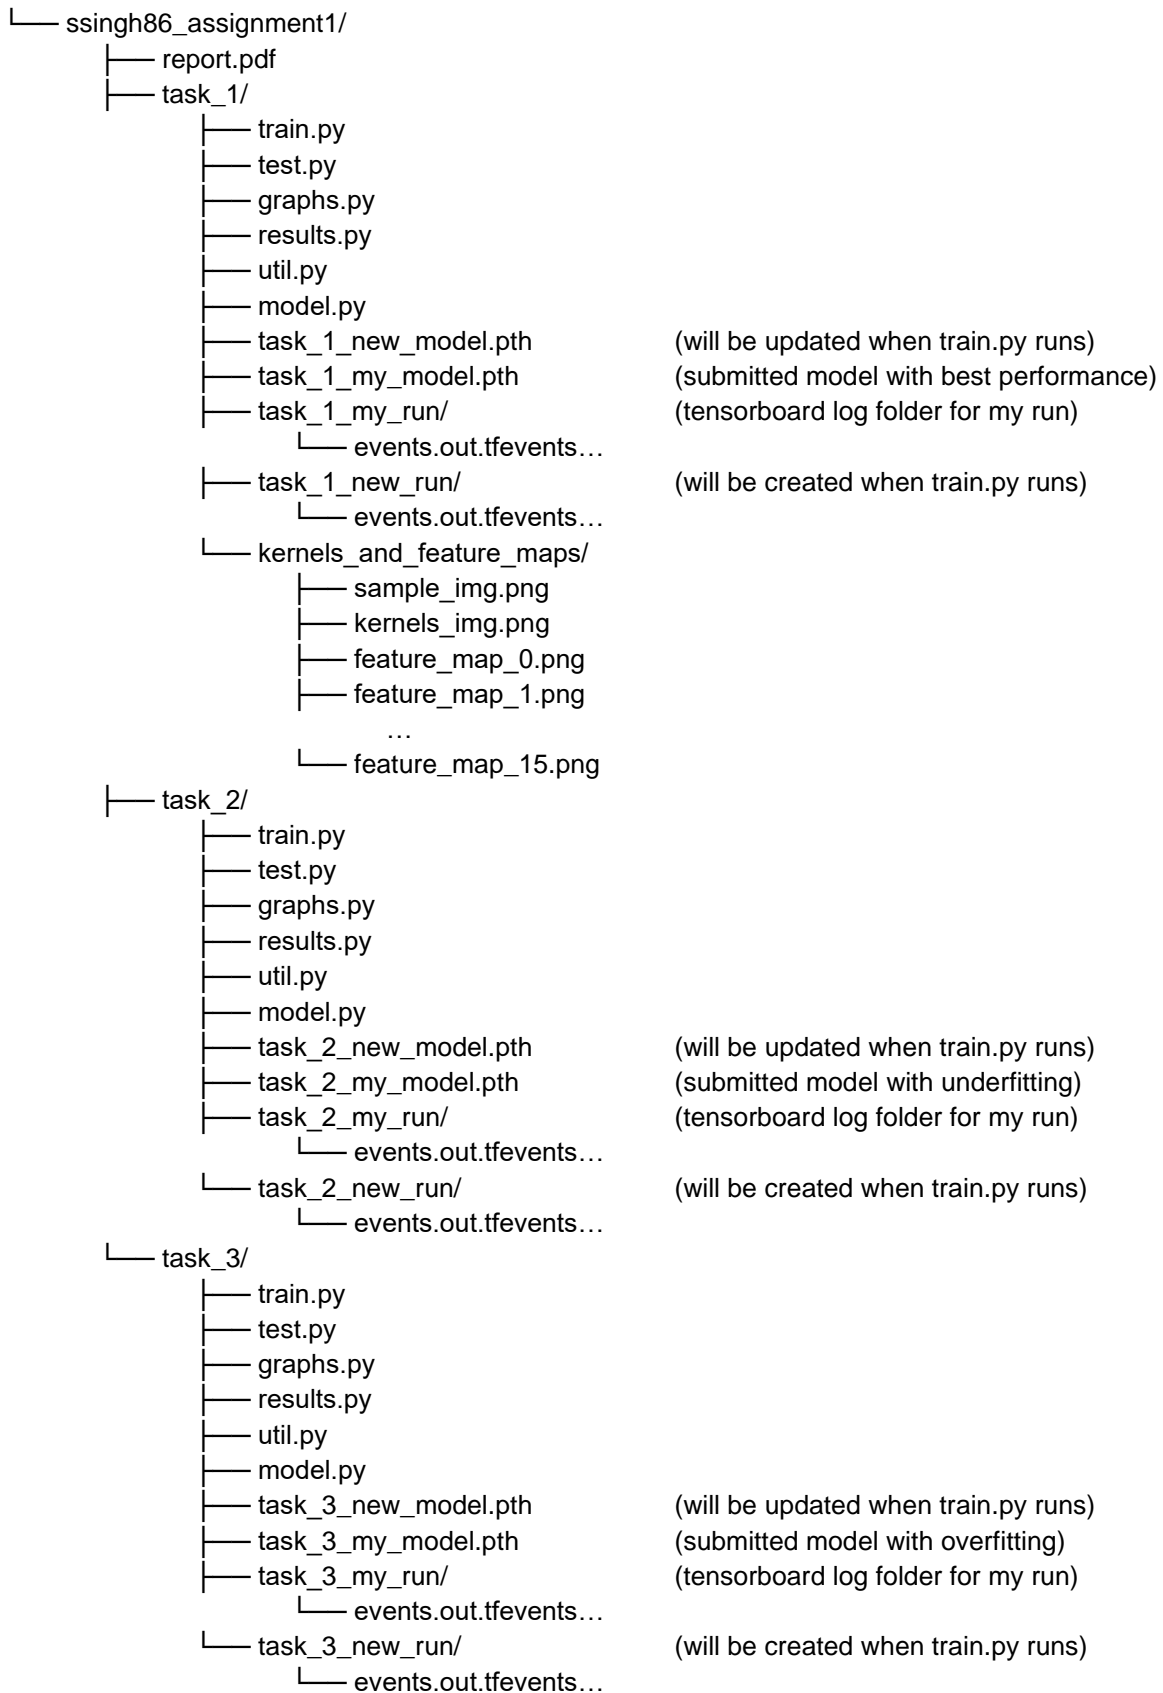 └── ssingh86_assignment1/
├── report.pdf
├── task_1/
├── train.py
├── test.py
├── graphs.py
├── results.py
├── util.py
├── model.py
├── task_1_new_model.pth (will be updated when train.py runs)
├── task_1_my_model.pth (submitted model with best performance)
├── task_1_my_run/ (tensorboard log folder for my run)
└── events.out.tfevents…
├── task_1_new_run/ (will be created when train.py runs)
└── events.out.tfevents…
└── kernels_and_feature_maps/
├── sample_img.png
├── kernels_img.png
├── feature_map_0.png
├── feature_map_1.png
…
└── feature_map_15.png
├── task_2/
├── train.py
├── test.py
├── graphs.py
├── results.py
├── util.py
├── model.py
├── task_2_new_model.pth (will be updated when train.py runs)
├── task_2_my_model.pth (submitted model with underfitting)
├── task_2_my_run/ (tensorboard log folder for my run)
└── events.out.tfevents…
└── task_2_new_run/ (will be created when train.py runs)
└── events.out.tfevents…
└── task_3/
├── train.py
├── test.py
├── graphs.py
├── results.py
├── util.py
├── model.py
├── task_3_new_model.pth (will be updated when train.py runs)
├── task_3_my_model.pth (submitted model with overfitting)
├── task_3_my_run/ (tensorboard log folder for my run)
└── events.out.tfevents…
└── task_3_new_run/ (will be created when train.py runs)
└── events.out.tfevents…